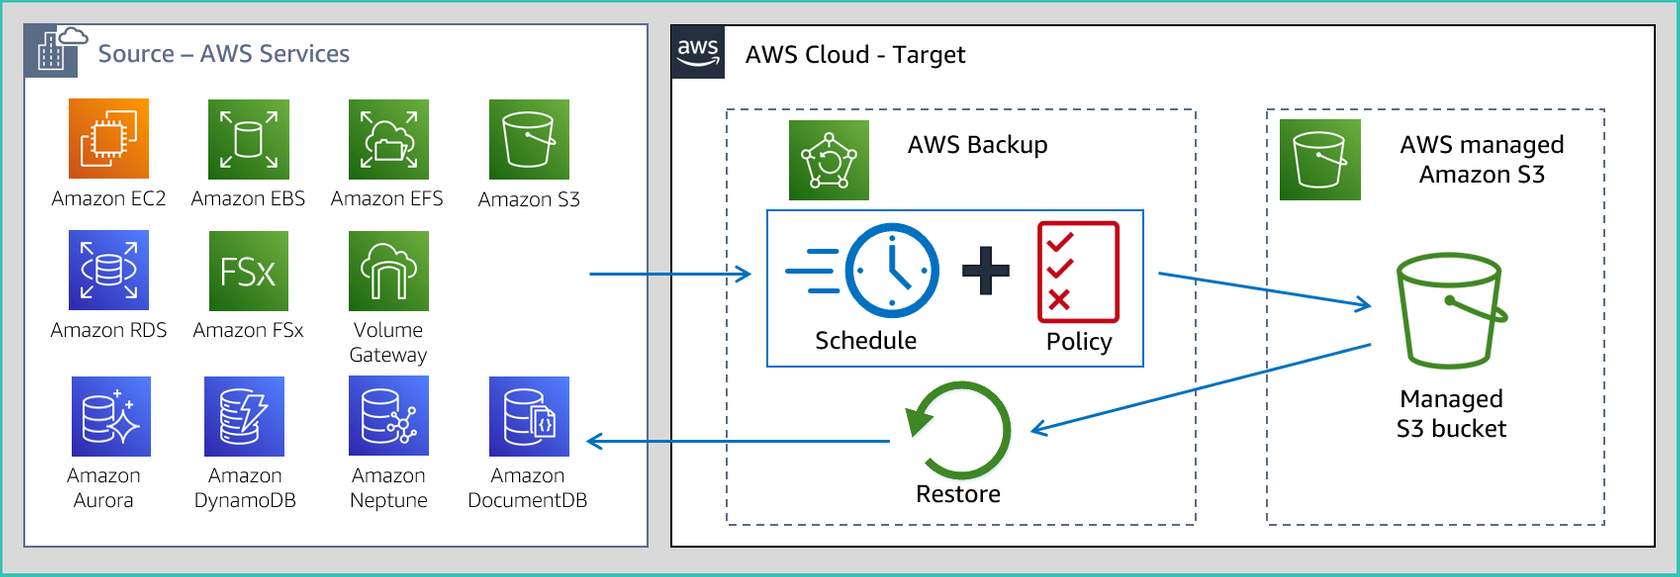 Source – AWS Services
Amazon EC2
Amazon EBS
Amazon EFS
Amazon S3
Amazon RDS
FSx
Amazon FSx
Volume
Gateway
Amazon
Aurora
Amazon
DynamoDB
Amazon
Neptune
{}
Amazon
DocumentDB
aws
AWS Cloud - Target
AWS Backup
Schedule
Policy
Restore
AWS managed
Amazon S3
Managed
S3 bucket